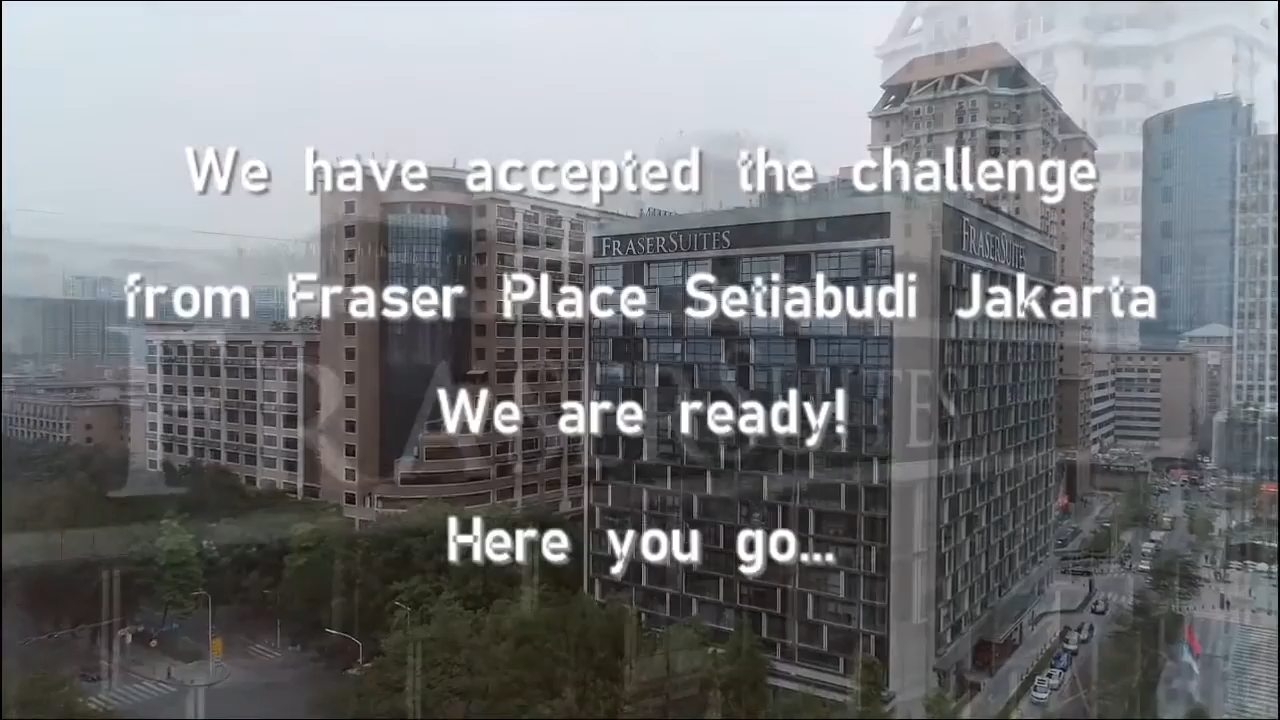 We have accepted the challenge
FRASERSUITES
FRASERSUITES
from Fraser Place Setiabudi Jakarta
We are ready!
Here you go...